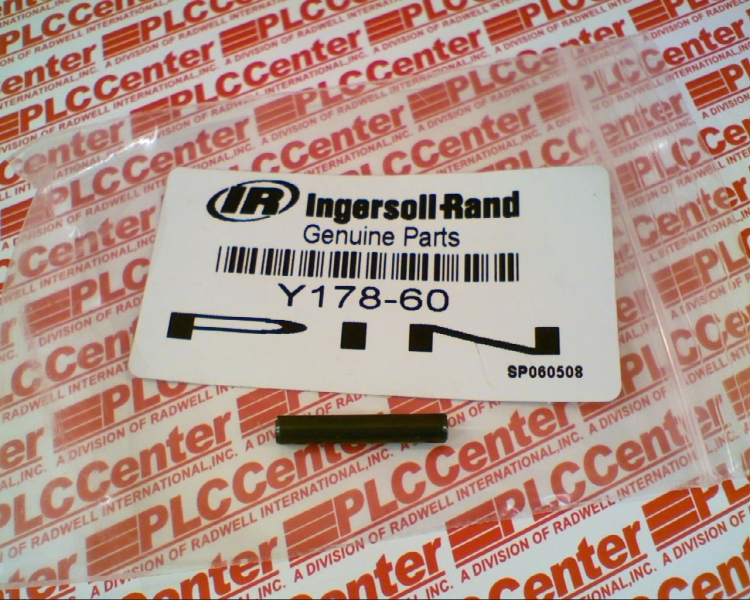 IR Ingersoll-Rand
Genuine Parts
Y178-60
PIN
SP060508
PLCCenter
A DIVISION OF RADWELL INTERNATIONAL, INC.